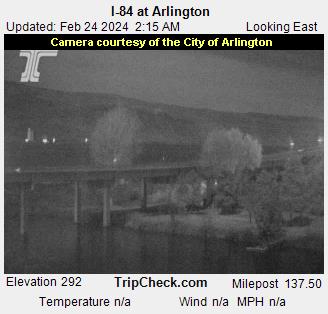 I-84 at Arlington
Updated: Feb 24 2024 2:15 AM Looking East
Camera courtesy of the City of Arlington
Elevation 292 TripCheck.com Milepost 137.50
Temperature n/a Wind n/a MPH n/a